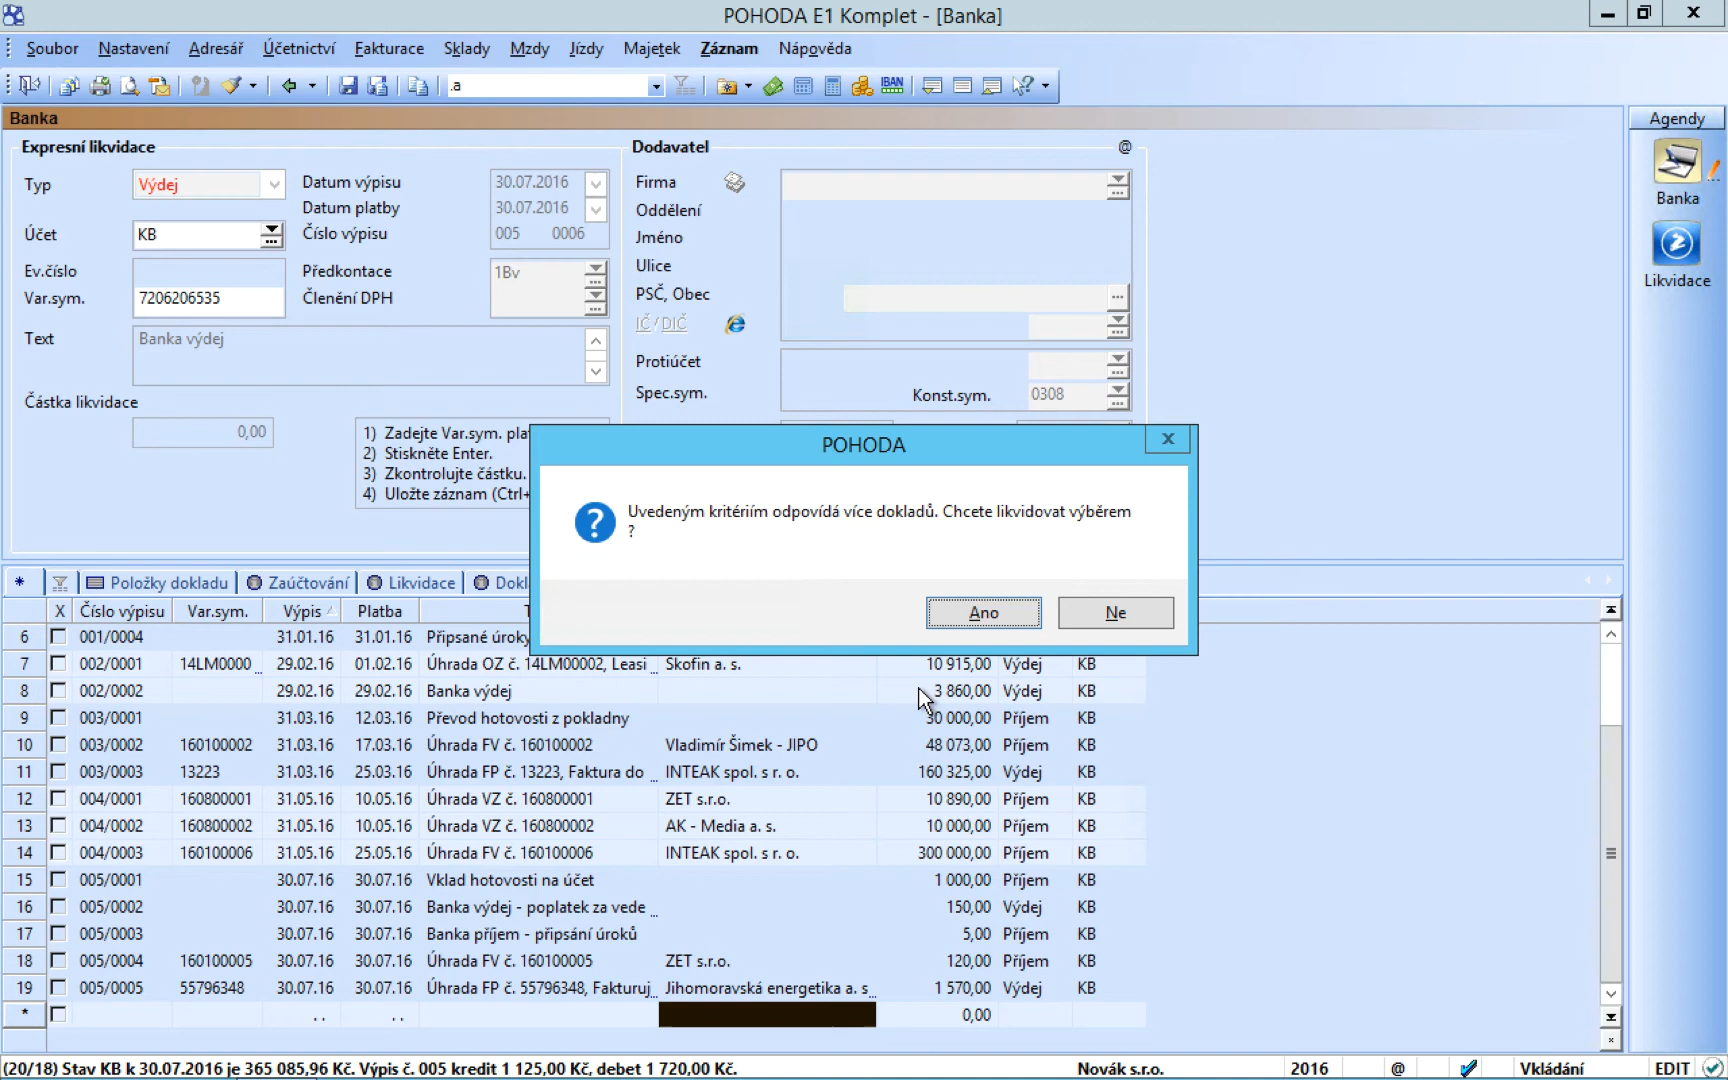 POHODA E1 Komplet - [Banka]
Soubor Nastavení Adresář Účetnictví Fakturace Sklady Mzdy Jízdy Majetek Záznam Nápověda
.a IBAN
Banka
Agendy
Banka
Likvidace
Expresní likvidace
Typ Výdej
Datum výpisu 30.07.2016
Datum platby 30.07.2016
Účet KB
Číslo výpisu 005 0006
Ev.číslo
Předkontace 1Bv
Var.sym. 7206206535
Členění DPH
Text Banka výdej
Částka likvidace
0,00
1) Zadejte Var.sym. pla
2) Stiskněte Enter.
3) Zkontrolujte částku.
4) Uložte záznam (Ctrl+
Dodavatel @
Firma
Oddělení
Jméno
Ulice
PSČ, Obec
IČ/DIČ
Protiúčet
Spec.sym. Konst.sym. 0308
POHODA
Uvedeným kritériím odpovídá více dokladů. Chcete likvidovat výběrem
?
Ano Ne
* Položky dokladu Zaúčtování Likvidace Dokl
X Číslo výpisu Var.sym. Výpis Platba
6 001/0004 31.01.16 31.01.16 Připsané úroky
7 002/0001 14LM0000... 29.02.16 01.02.16 Úhrada OZ č. 14LM00002, Leasi... Skofin a. s. 10 915,00 Výdej KB
8 002/0002 29.02.16 29.02.16 Banka výdej 3 860,00 Výdej KB
9 003/0001 31.03.16 12.03.16 Převod hotovosti z pokladny 30 000,00 Příjem KB
10 003/0002 160100002 31.03.16 17.03.16 Úhrada FV č. 160100002 Vladimír Šimek - JIPO 48 073,00 Příjem KB
11 003/0003 13223 31.03.16 25.03.16 Úhrada FP č. 13223, Faktura do ... INTEAK spol. s r. o. 160 325,00 Výdej KB
12 004/0001 160800001 31.05.16 10.05.16 Úhrada VZ č. 160800001 ZET s.r.o. 10 890,00 Příjem KB
13 004/0002 160800002 31.05.16 10.05.16 Úhrada VZ č. 160800002 AK - Media a. s. 10 000,00 Příjem KB
14 004/0003 160100006 31.05.16 25.05.16 Úhrada FV č. 160100006 INTEAK spol. s r. o. 300 000,00 Příjem KB
15 005/0001 30.07.16 30.07.16 Vklad hotovosti na účet 1 000,00 Příjem KB
16 005/0002 30.07.16 30.07.16 Banka výdej - poplatek za vede ... 150,00 Výdej KB
17 005/0003 30.07.16 30.07.16 Banka příjem - připsání úroků 5,00 Příjem KB
18 005/0004 160100005 30.07.16 30.07.16 Úhrada FV č. 160100005 ZET s.r.o. 120,00 Příjem KB
19 005/0005 55796348 30.07.16 30.07.16 Úhrada FP č. 55796348, Fakturuj... Jihomoravská energetika a. s... 1 570,00 Výdej KB
* . . . . 0,00
(20/18) Stav KB k 30.07.2016 je 365 085,96 Kč. Výpis č. 005 kredit 1 125,00 Kč, debet 1 720,00 Kč. Novák s.r.o. 2016 @ Vkládání EDIT